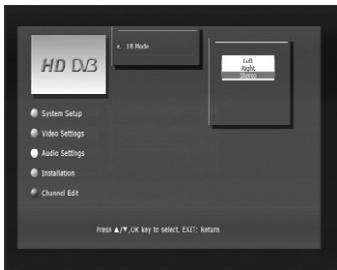 HD DVB
LR Mode
Left
Right
Stereo
System Setup
Video Settings
Audio Settings
Installation
Channel Edit
Press ▲/▼,OK key to select, EXIT: Return